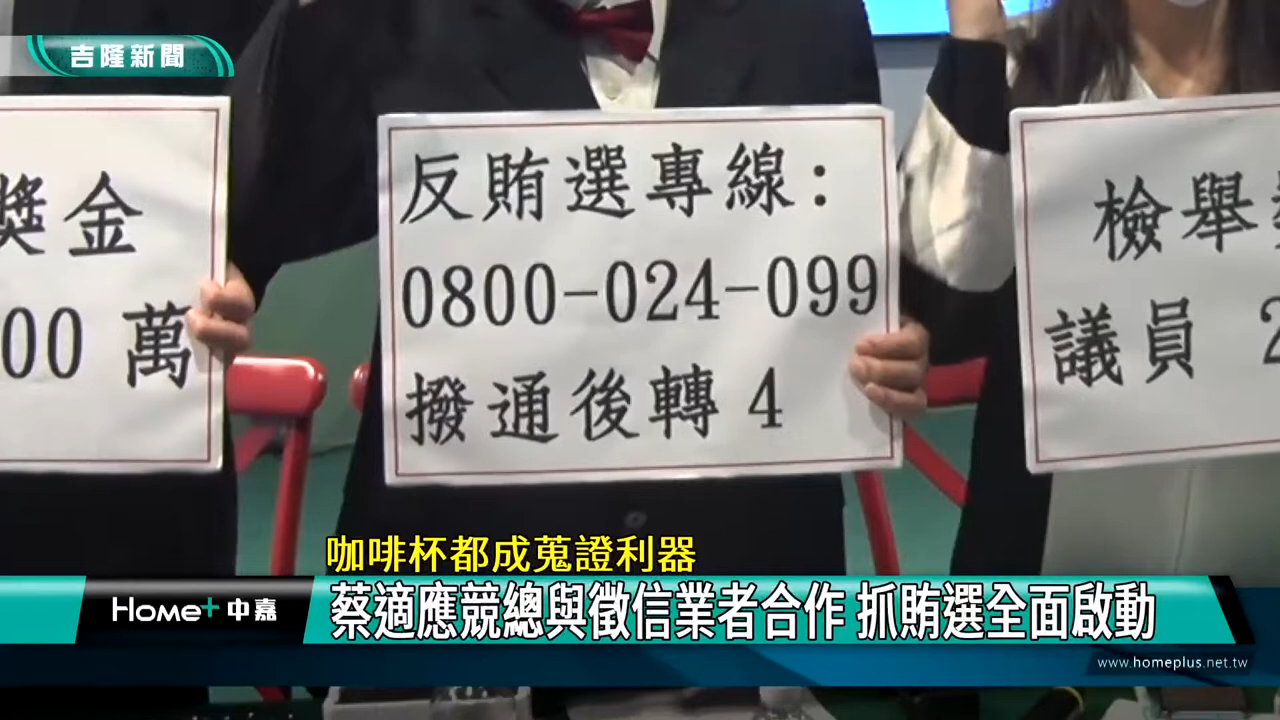 吉隆新聞
獎金
00 萬
反賄選專線:
0800-024-099
撥通後轉 4
檢舉
議員 2
咖啡杯都成蒐證利器
Home+中嘉
蔡適應競總與徵信業者合作 抓賄選全面啟動
www.homeplus.net.tw